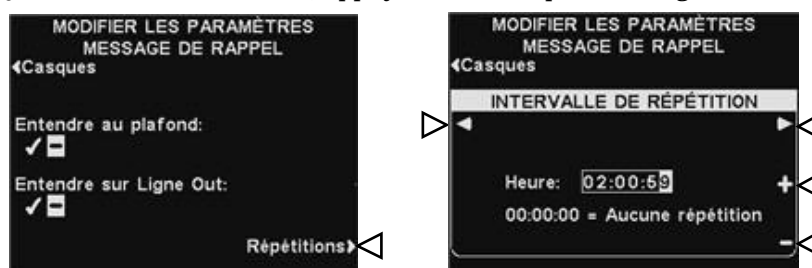 MODIFIER LES PARAMÈTRES
MESSAGE DE RAPPEL
Casques
Entendre au plafond:
Entendre sur Ligne Out:
Répétitions
MODIFIER LES PARAMÈTRES
MESSAGE DE RAPPEL
Casques
INTERVALLE DE RÉPÉTITION
Heure: 02:00:59
00:00:00 = Aucune répétition